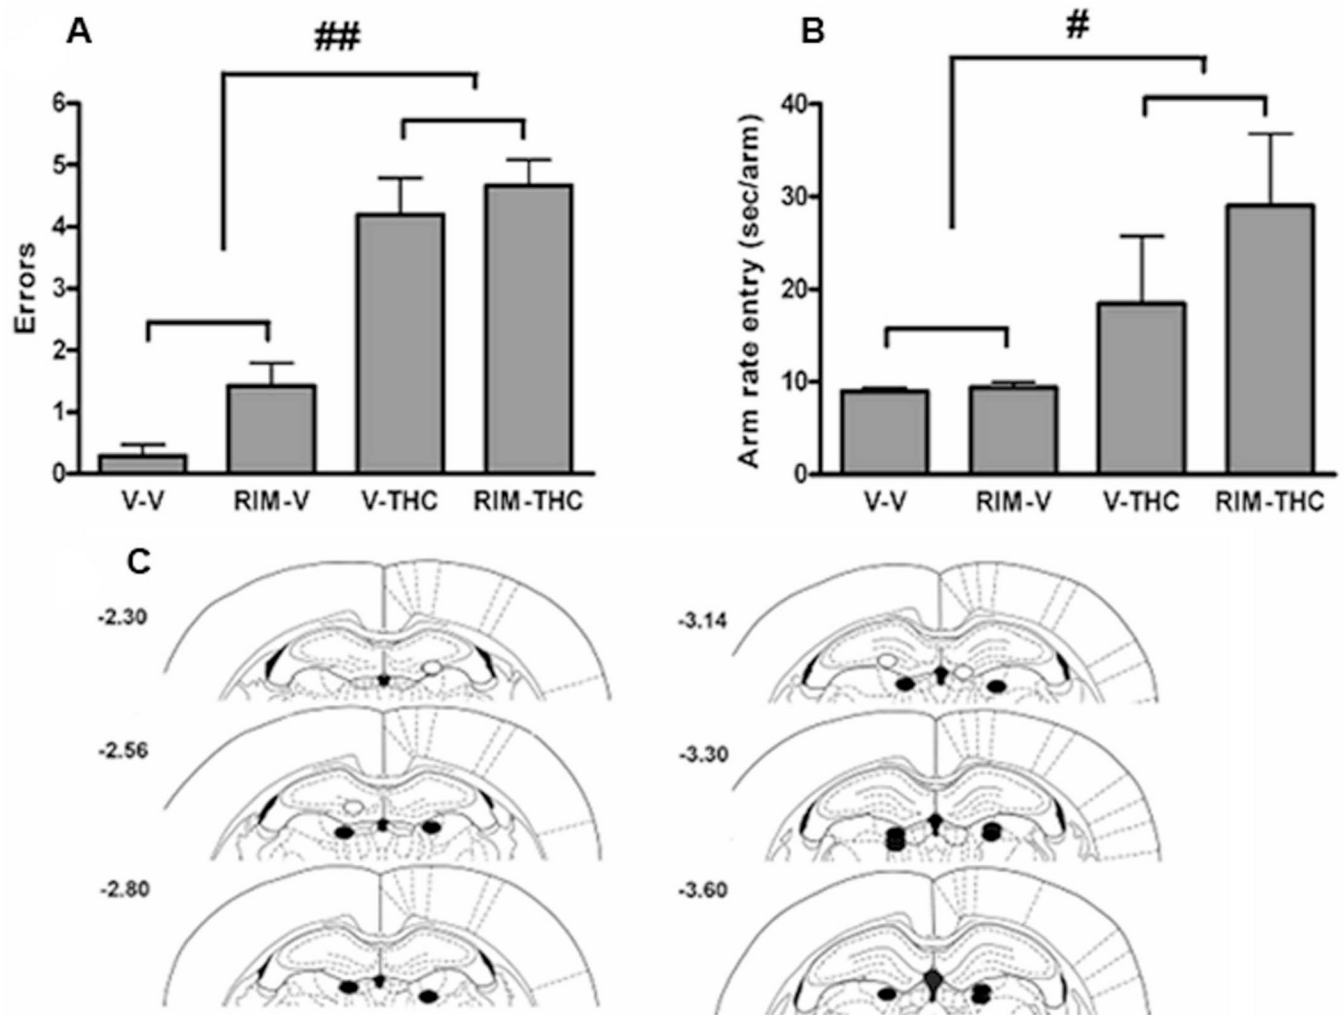 A
##
6
5
4
3
2
1
0
Errors
V-V RIM-V V-THC RIM-THC
B
#
40
30
20
10
0
Arm rate entry (sec/arm)
V-V RIM-V V-THC RIM-THC
C
-2.30
-2.56
-2.80
-3.14
-3.30
-3.60